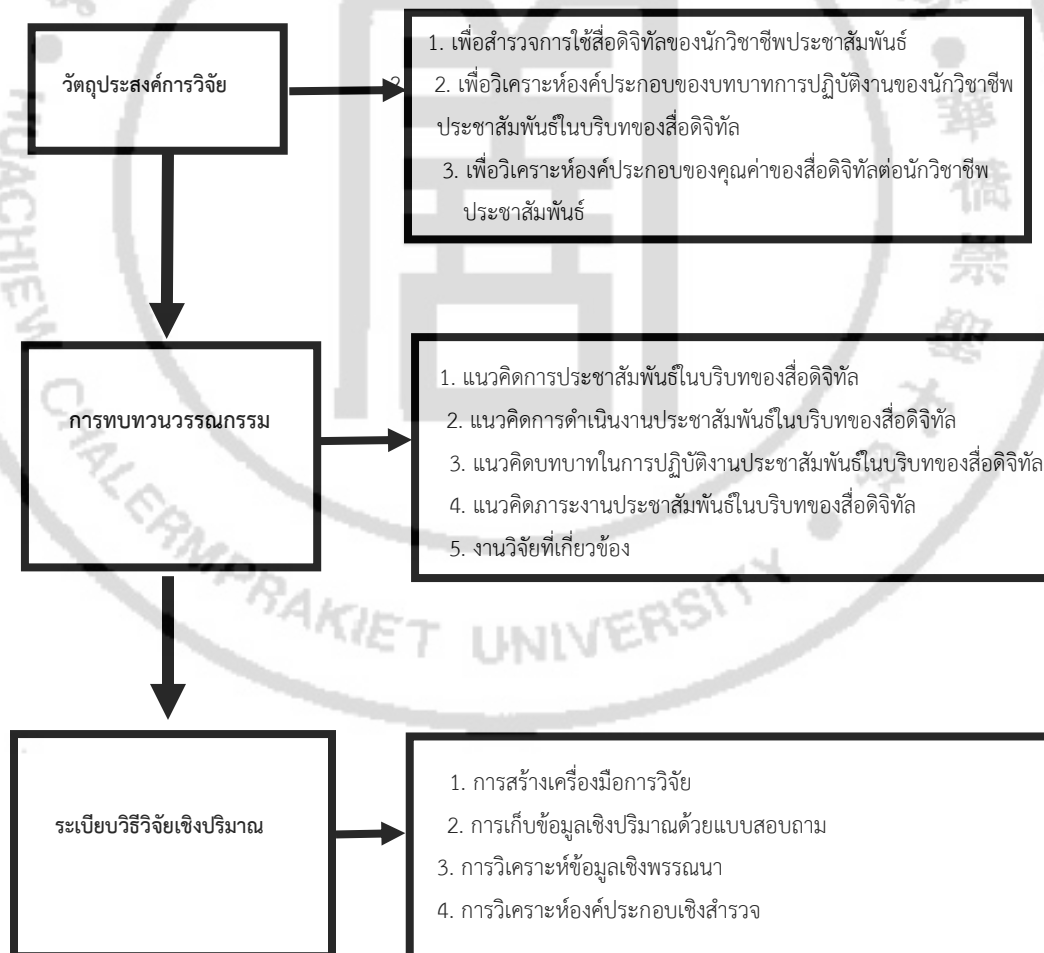 วัตถุประสงค์การวิจัย
1. เพื่อสำรวจการใช้สื่อดิจิทัลของนักวิชาชีพประชาสัมพันธ์
2. เพื่อวิเคราะห์องค์ประกอบของบทบาทการปฏิบัติงานของนักวิชาชีพ
ประชาสัมพันธ์ในบริบทของสื่อดิจิทัล
3. เพื่อวิเคราะห์องค์ประกอบของคุณค่าของสื่อดิจิทัลต่อนักวิชาชีพ
ประชาสัมพันธ์
การทบทวนวรรณกรรม
1. แนวคิดการประชาสัมพันธ์ในบริบทของสื่อดิจิทัล
2. แนวคิดการดำเนินงานประชาสัมพันธ์ในบริบทของสื่อดิจิทัล
3. แนวคิดบทบาทในการปฏิบัติงานประชาสัมพันธ์ในบริบทของสื่อดิจิทัล
4. แนวคิดภาระงานประชาสัมพันธ์ในบริบทของสื่อดิจิทัล
5. งานวิจัยที่เกี่ยวข้อง
ระเบียบวิธีวิจัยเชิงปริมาณ
1. การสร้างเครื่องมือการวิจัย
2. การเก็บข้อมูลเชิงปริมาณด้วยแบบสอบถาม
3. การวิเคราะห์ข้อมูลเชิงพรรณนา
4. การวิเคราะห์องค์ประกอบเชิงสำรวจ
HUACHIEW CHALERMPRAKIET UNIVERSITY
華僑崇聖大學